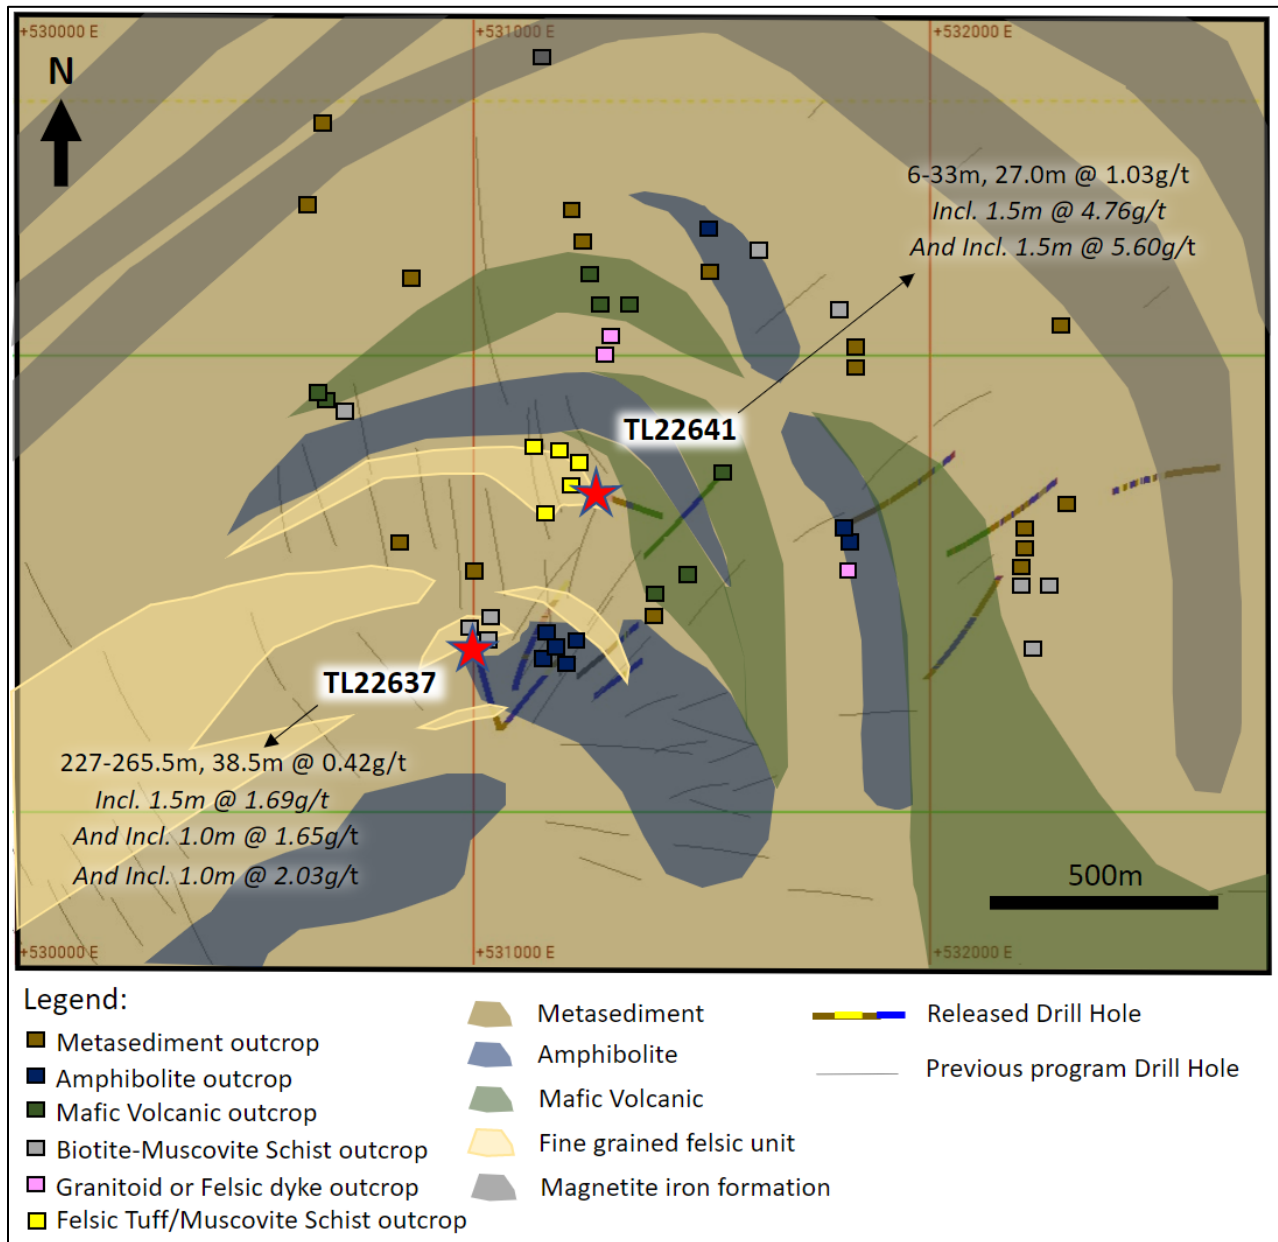 +530000 E
+531000 E
+532000 E
N
6-33m, 27.0m @ 1.03g/t
Incl. 1.5m @ 4.76g/t
And Incl. 1.5m @ 5.60g/t
TL22641
TL22637
227-265.5m, 38.5m @ 0.42g/t
Incl. 1.5m @ 1.69g/t
And Incl. 1.0m @ 1.65g/t
And Incl. 1.0m @ 2.03g/t
500m
+530000 E
+531000 E
+532000 E
Legend:
Metasediment outcrop
Amphibolite outcrop
Mafic Volcanic outcrop
Biotite-Muscovite Schist outcrop
Granitoid or Felsic dyke outcrop
Felsic Tuff/Muscovite Schist outcrop
Metasediment
Amphibolite
Mafic Volcanic
Fine grained felsic unit
Magnetite iron formation
Released Drill Hole
Previous program Drill Hole